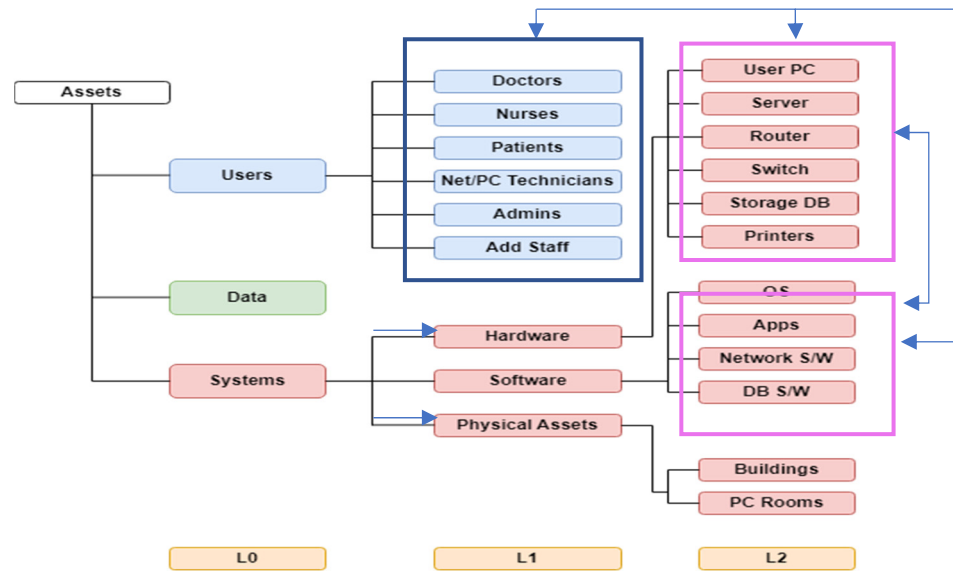 Assets
Users
Data
Systems
Doctors
Nurses
Patients
Net/PC Technicians
Admins
Add Staff
Hardware
Software
Physical Assets
User PC
Server
Router
Switch
Storage DB
Printers
OS
Apps
Network S/W
DB S/W
Buildings
PC Rooms
L0
L1
L2